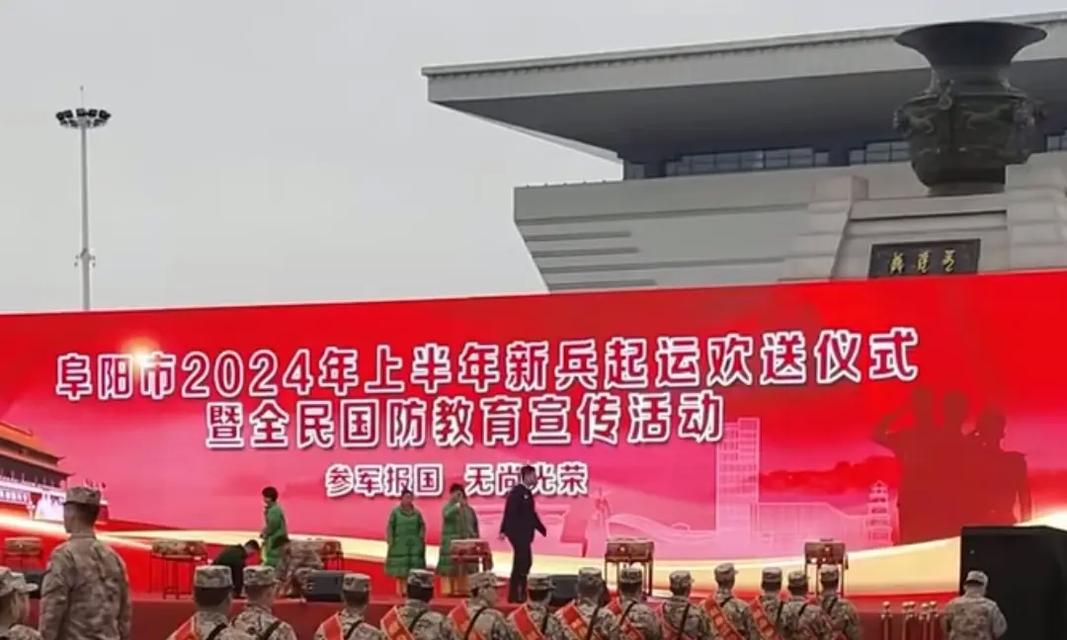 阜阳市2024年上半年新兵起运欢送仪式
暨全民国防教育宣传活动
参军报国 无尚光荣